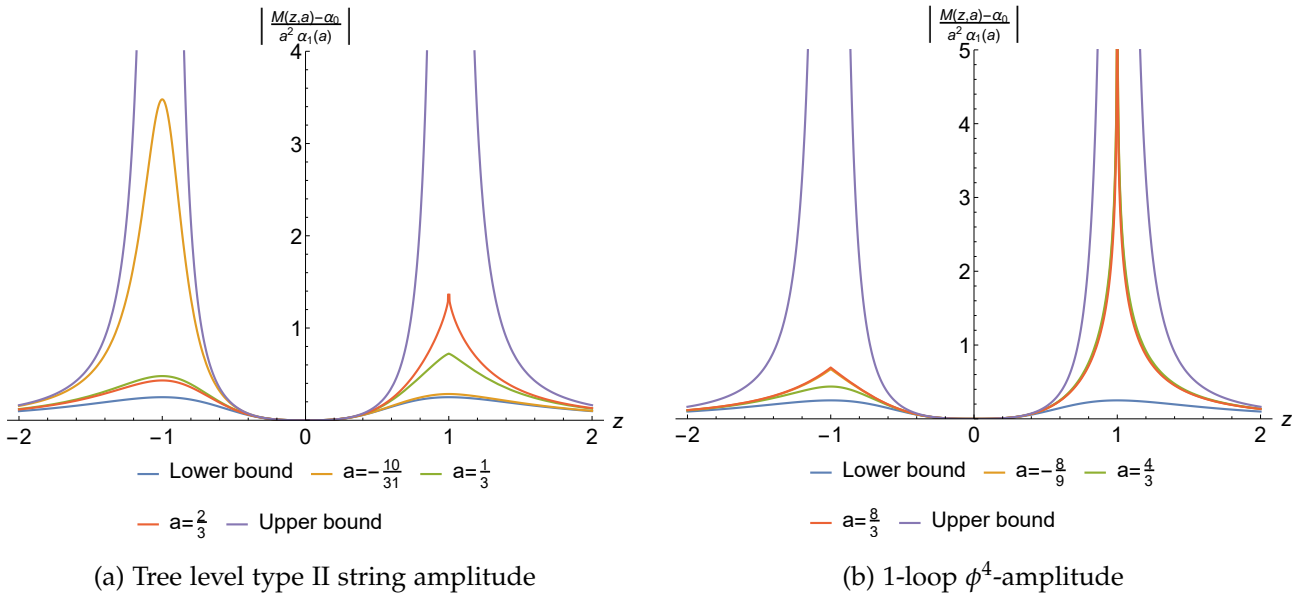 | M(z,a)−α₀ / a² α₁(a) |
4
3
2
1
−2 −1 0 1 2 z
Lower bound a=−10/31 a=1/3
a=2/3 Upper bound
(a) Tree level type II string amplitude
| M(z,a)−α₀ / a² α₁(a) |
5
4
3
2
1
−2 −1 0 1 2 z
Lower bound a=−8/9 a=4/3
a=8/3 Upper bound
(b) 1-loop ϕ⁴-amplitude